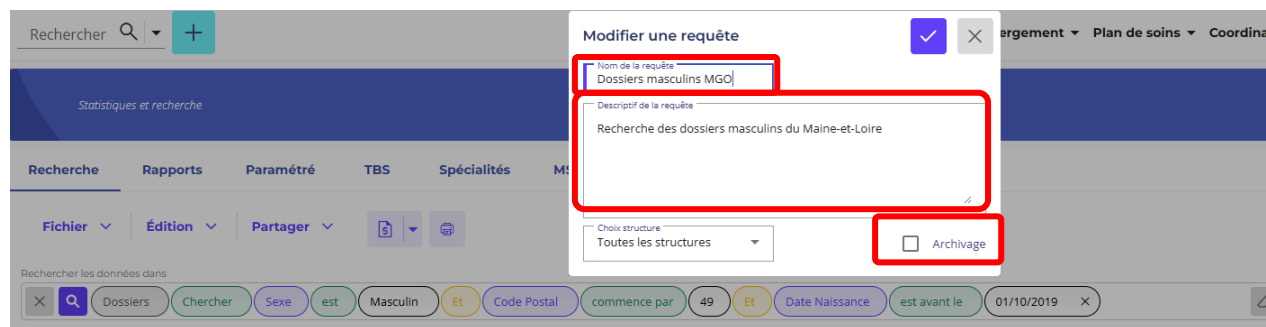 Rechercher
Modifier une requête
ergement Plan de soins Coordina
Nom de la requête
Dossiers masculins MGO
Statistiques et recherche
Descriptif de la requête
Recherche des dossiers masculins du Maine-et-Loire
Recherche Rapports Paramétré TBS Spécialités MS
Fichier Édition Partager
Choix structure
Toutes les structures
Archivage
Rechercher les données dans
Dossiers Chercher Sexe est Masculin Et Code Postal commence par 49 Et Date Naissance est avant le 01/10/2019